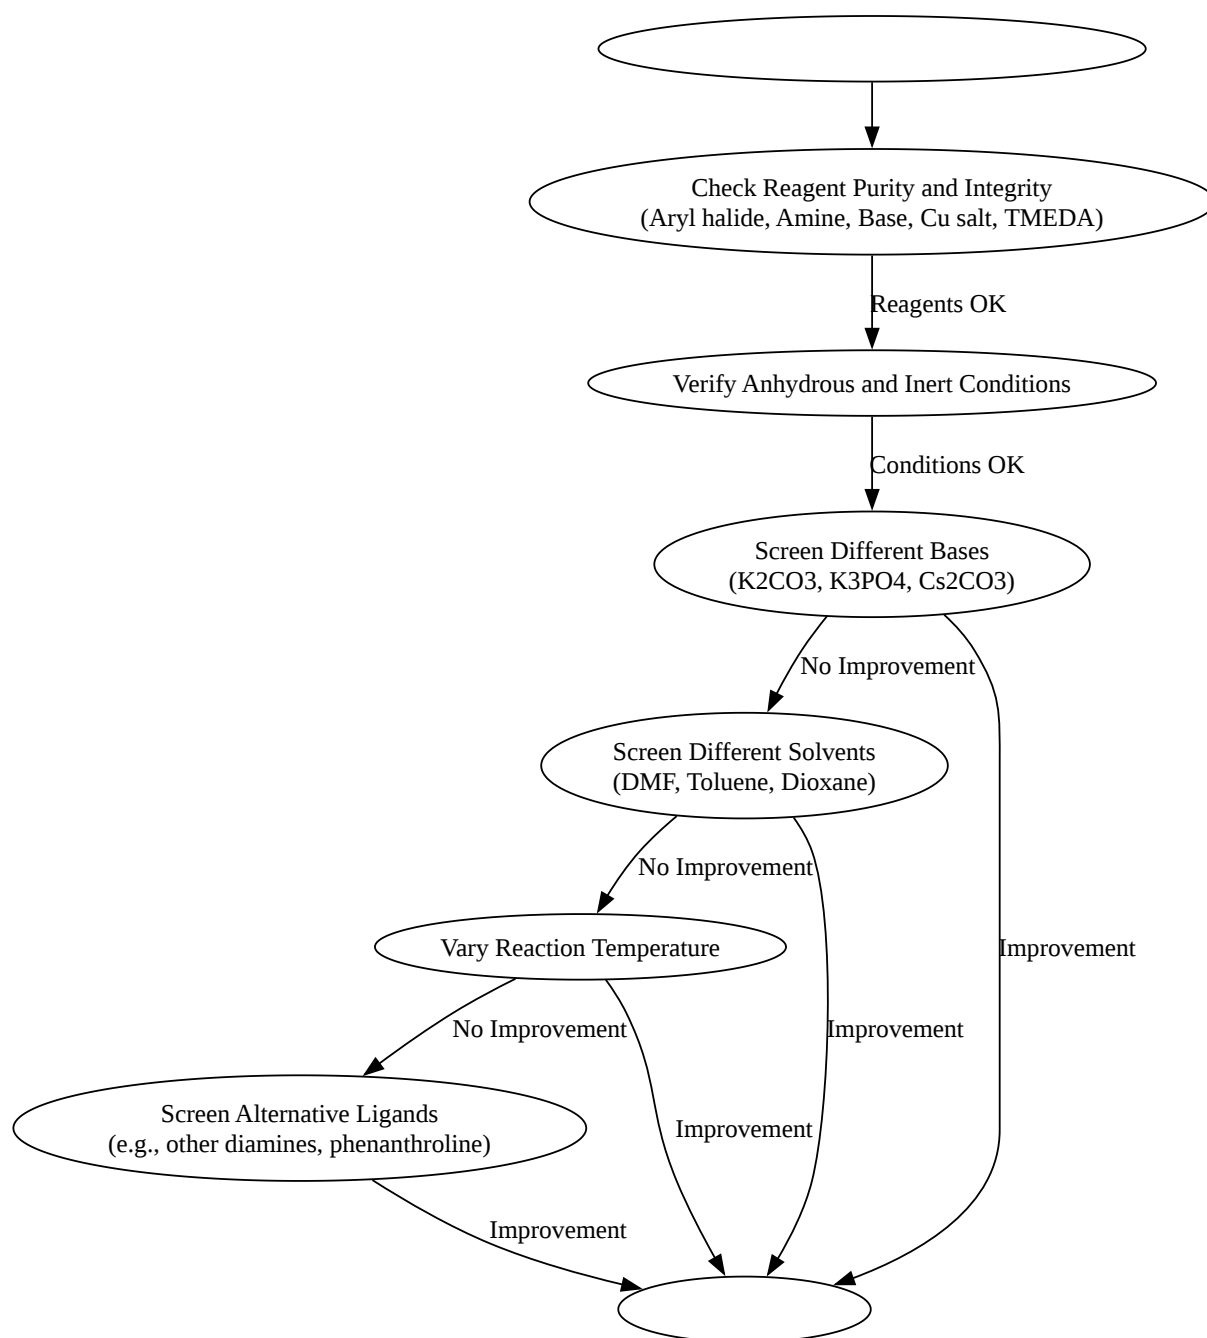 Check Reagent Purity and Integrity
(Aryl halide, Amine, Base, Cu salt, TMEDA)
Reagents OK
Verify Anhydrous and Inert Conditions
Conditions OK
Screen Different Bases
(K2CO3, K3PO4, Cs2CO3)
No Improvement
Screen Different Solvents
(DMF, Toluene, Dioxane)
No Improvement
Vary Reaction Temperature
Improvement
No Improvement
Improvement
Screen Alternative Ligands
(e.g., other diamines, phenanthroline)
Improvement
Improvement